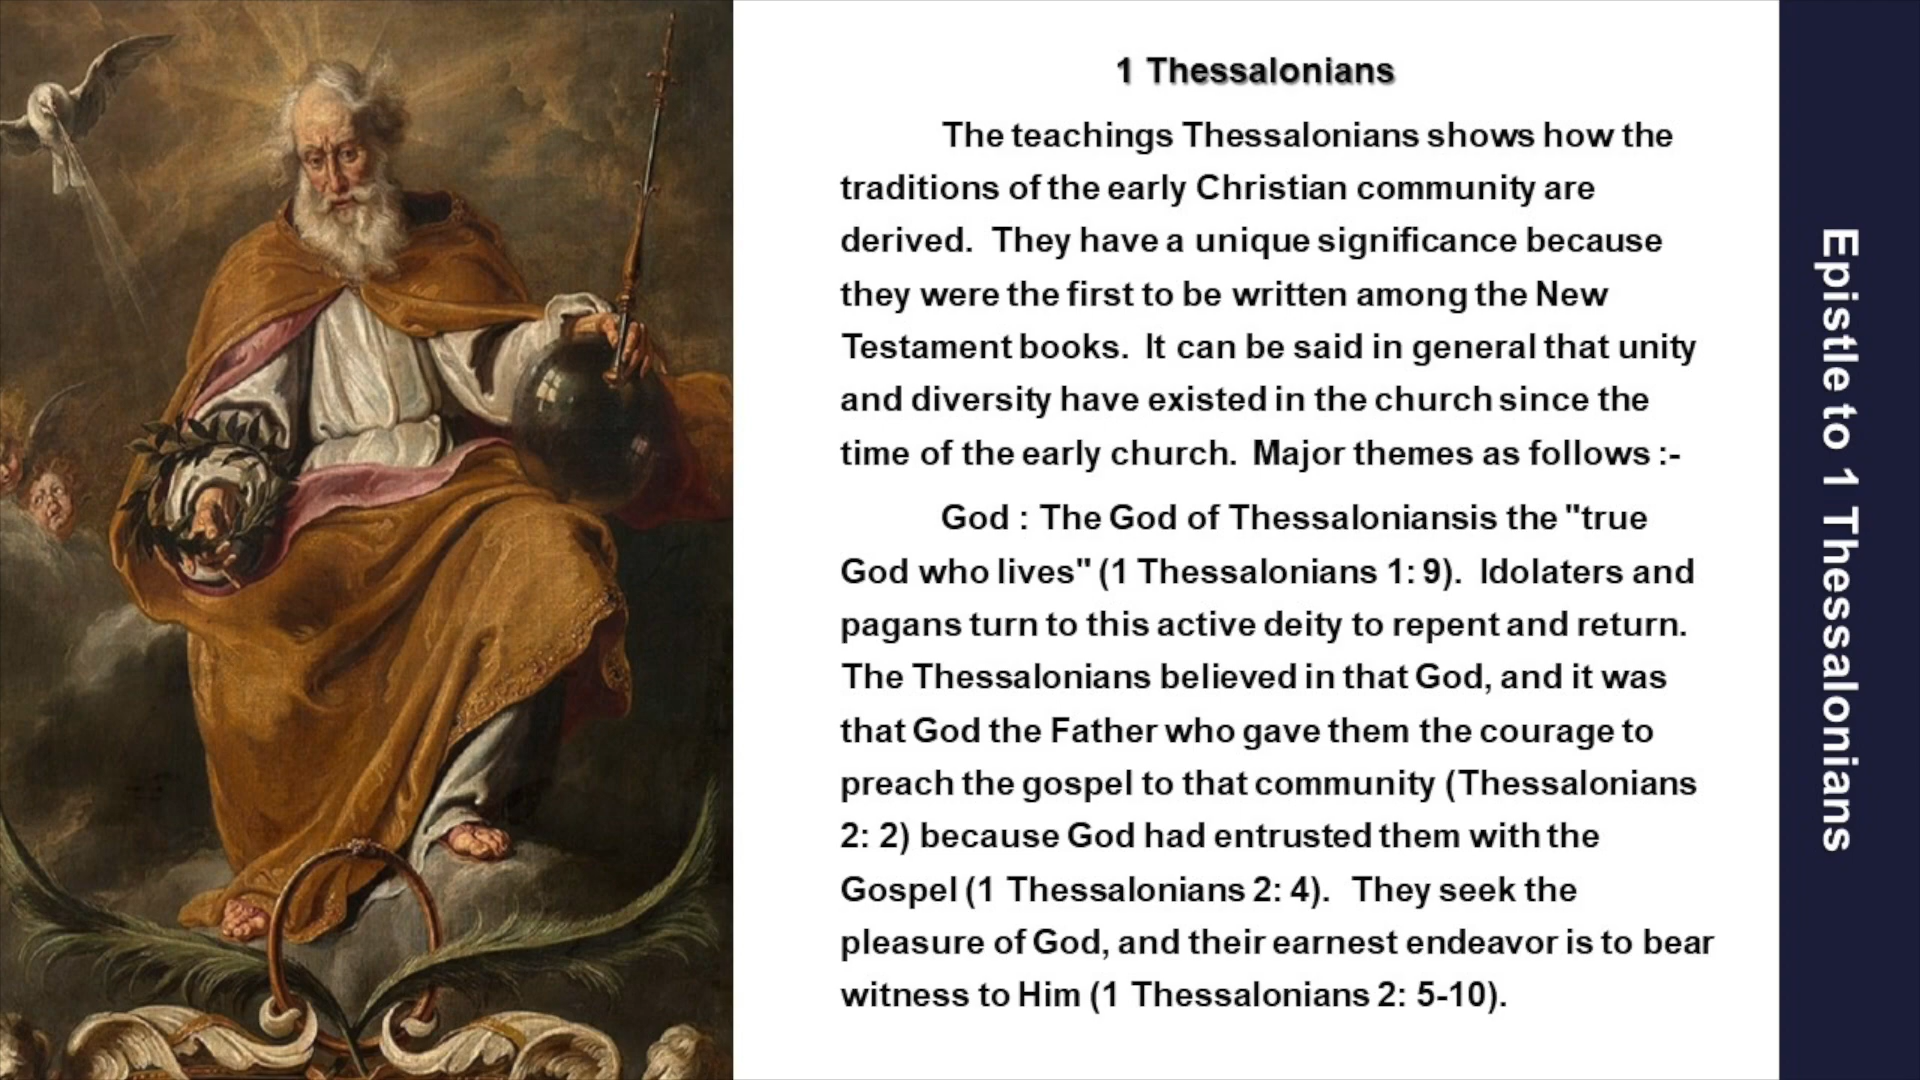 1 Thessalonians
The teachings Thessalonians shows how the
traditions of the early Christian community are
derived. They have a unique significance because
they were the first to be written among the New
Testament books. It can be said in general that unity
and diversity have existed in the church since the
time of the early church. Major themes as follows :-
God : The God of Thessaloniansis the "true
God who lives" (1 Thessalonians 1: 9). Idolaters and
pagans turn to this active deity to repent and return.
The Thessalonians believed in that God, and it was
that God the Father who gave them the courage to
preach the gospel to that community (Thessalonians
2: 2) because God had entrusted them with the
Gospel (1 Thessalonians 2: 4). They seek the
pleasure of God, and their earnest endeavor is to bear
witness to Him (1 Thessalonians 2: 5-10).
Epistle to 1 Thessalonians